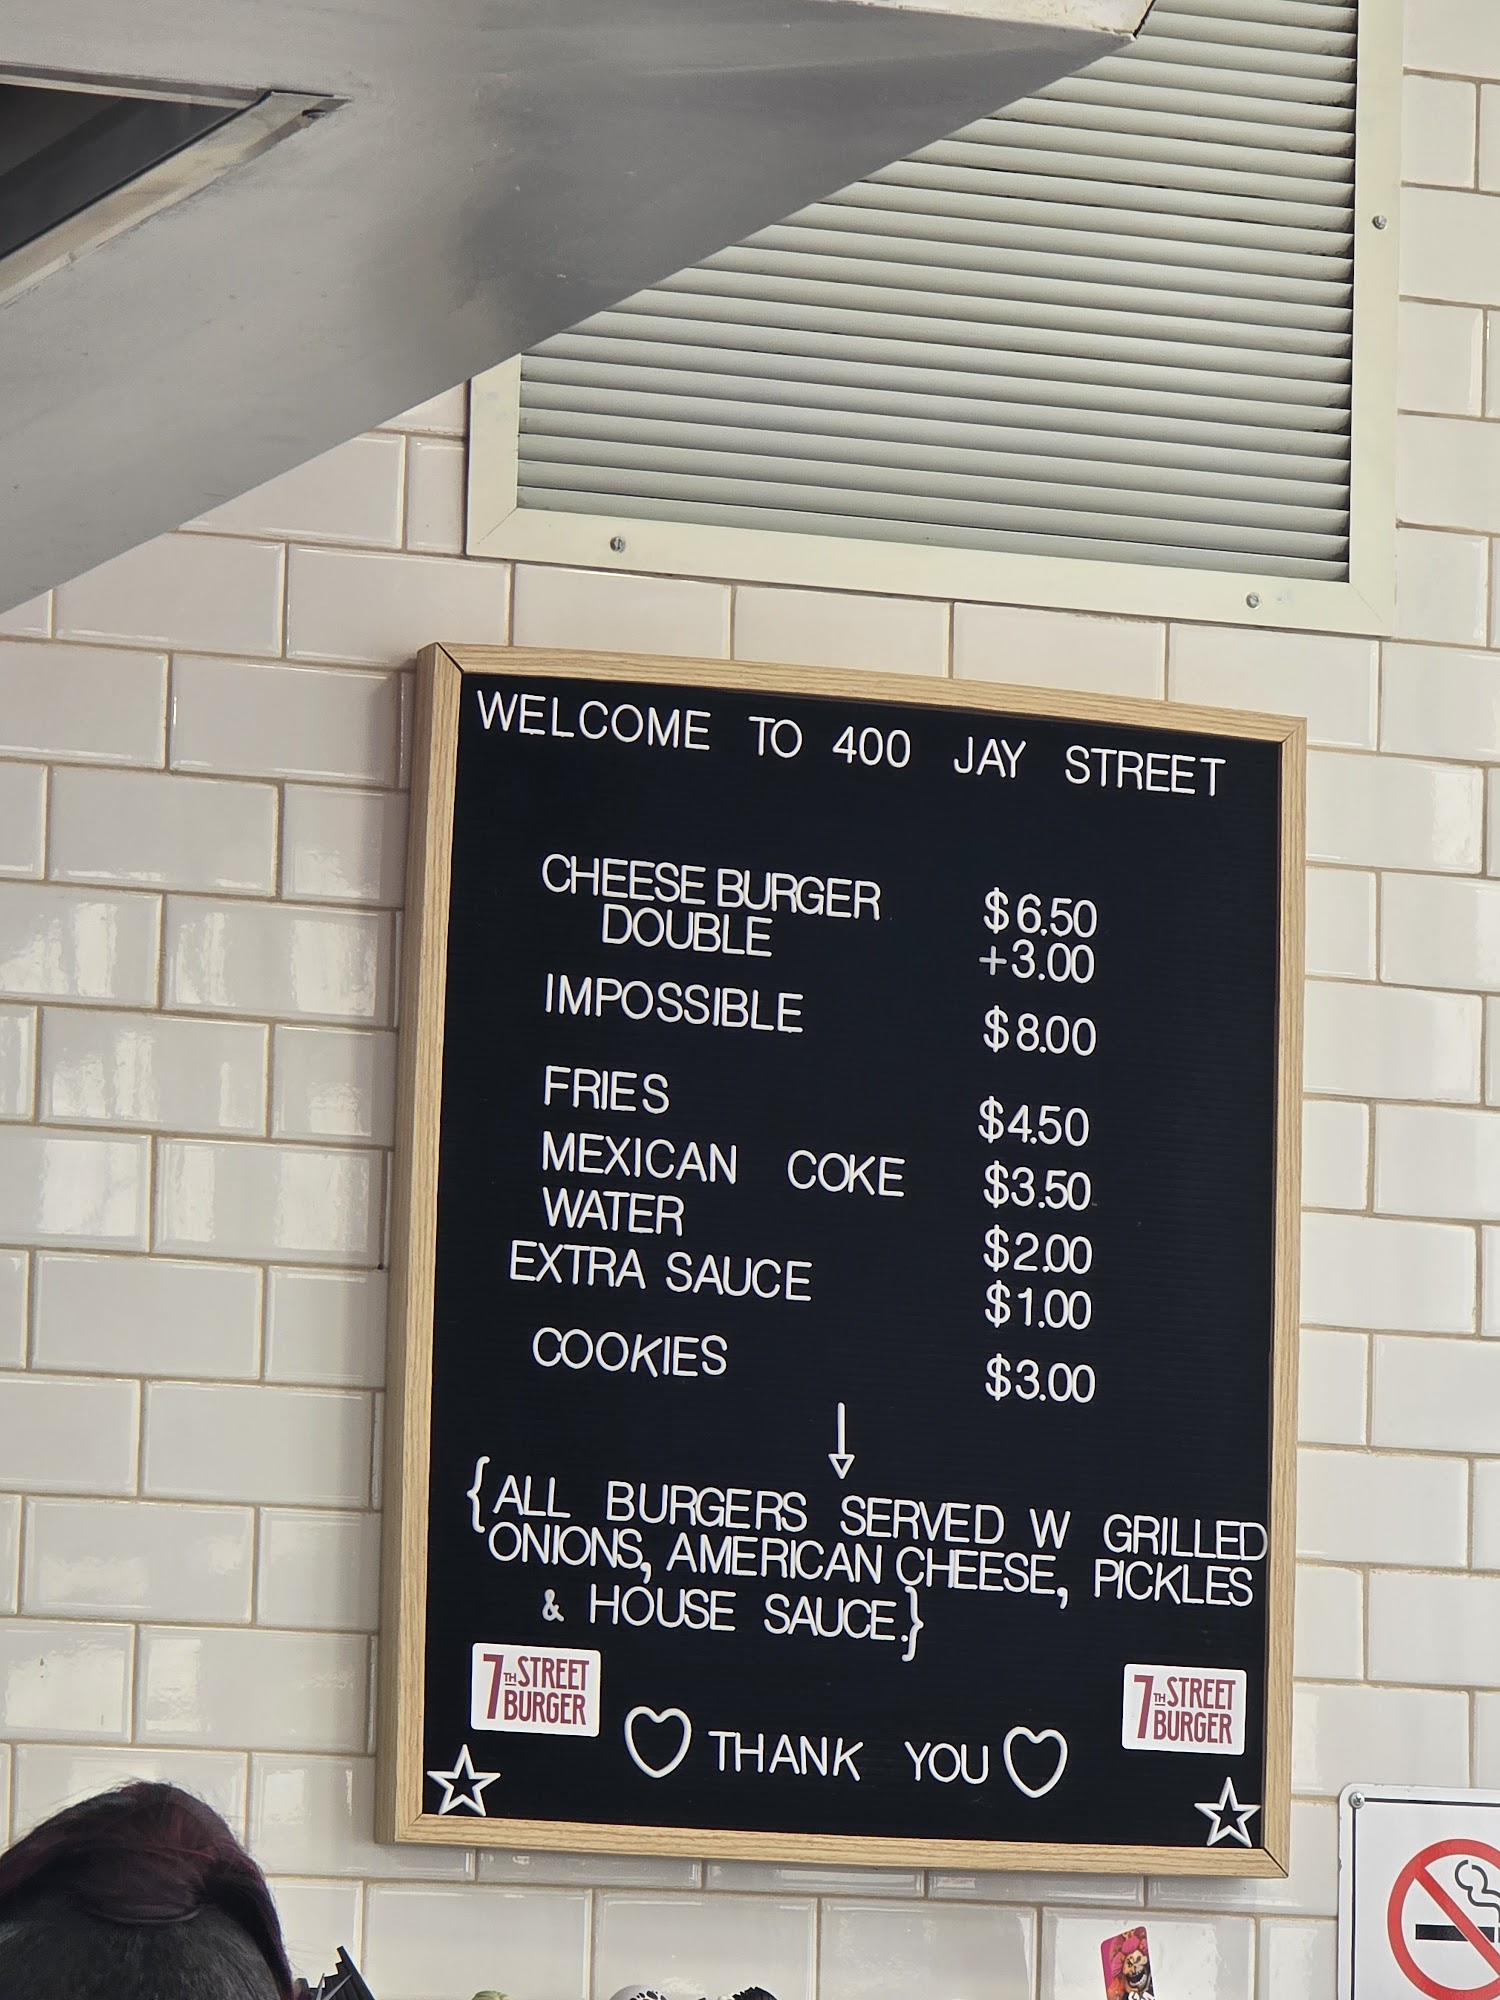 WELCOME TO 400 JAY STREET
CHEESE BURGER $6.50
DOUBLE +3.00
IMPOSSIBLE $8.00
FRIES $4.50
MEXICAN COKE $3.50
WATER $2.00
EXTRA SAUCE $1.00
COOKIES $3.00
{ALL BURGERS SERVED W GRILLED
ONIONS, AMERICAN CHEESE, PICKLES
& HOUSE SAUCE.}
7TH STREET
BURGER
7TH STREET
BURGER
THANK YOU